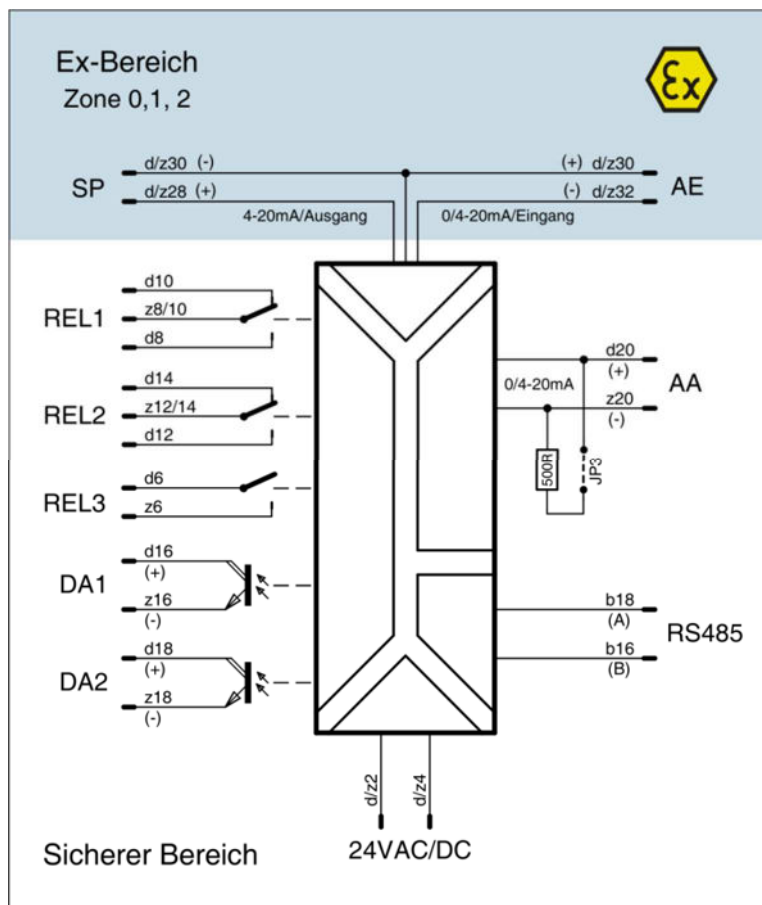 Ex-Bereich
Zone 0,1, 2
Ex
SP
d/z30 (-)
d/z28 (+)
4-20mA/Ausgang
(+) d/z30
(-) d/z32
0/4-20mA/Eingang
AE
REL1
d10
z8/10
d8
REL2
d14
z12/14
d12
REL3
d6
z6
DA1
d16
(+)
z16
(-)
DA2
d18
(+)
z18
(-)
0/4-20mA
d20
(+)
z20
(-)
AA
500R
JP3
b18
(A)
b16
(B)
RS485
d/z2
d/z4
24VAC/DC
Sicherer Bereich